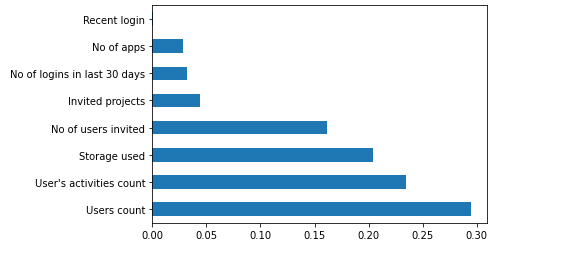 Recent login
No of apps
No of logins in last 30 days
Invited projects
No of users invited
Storage used
User's activities count
Users count
0.00 0.05 0.10 0.15 0.20 0.25 0.30